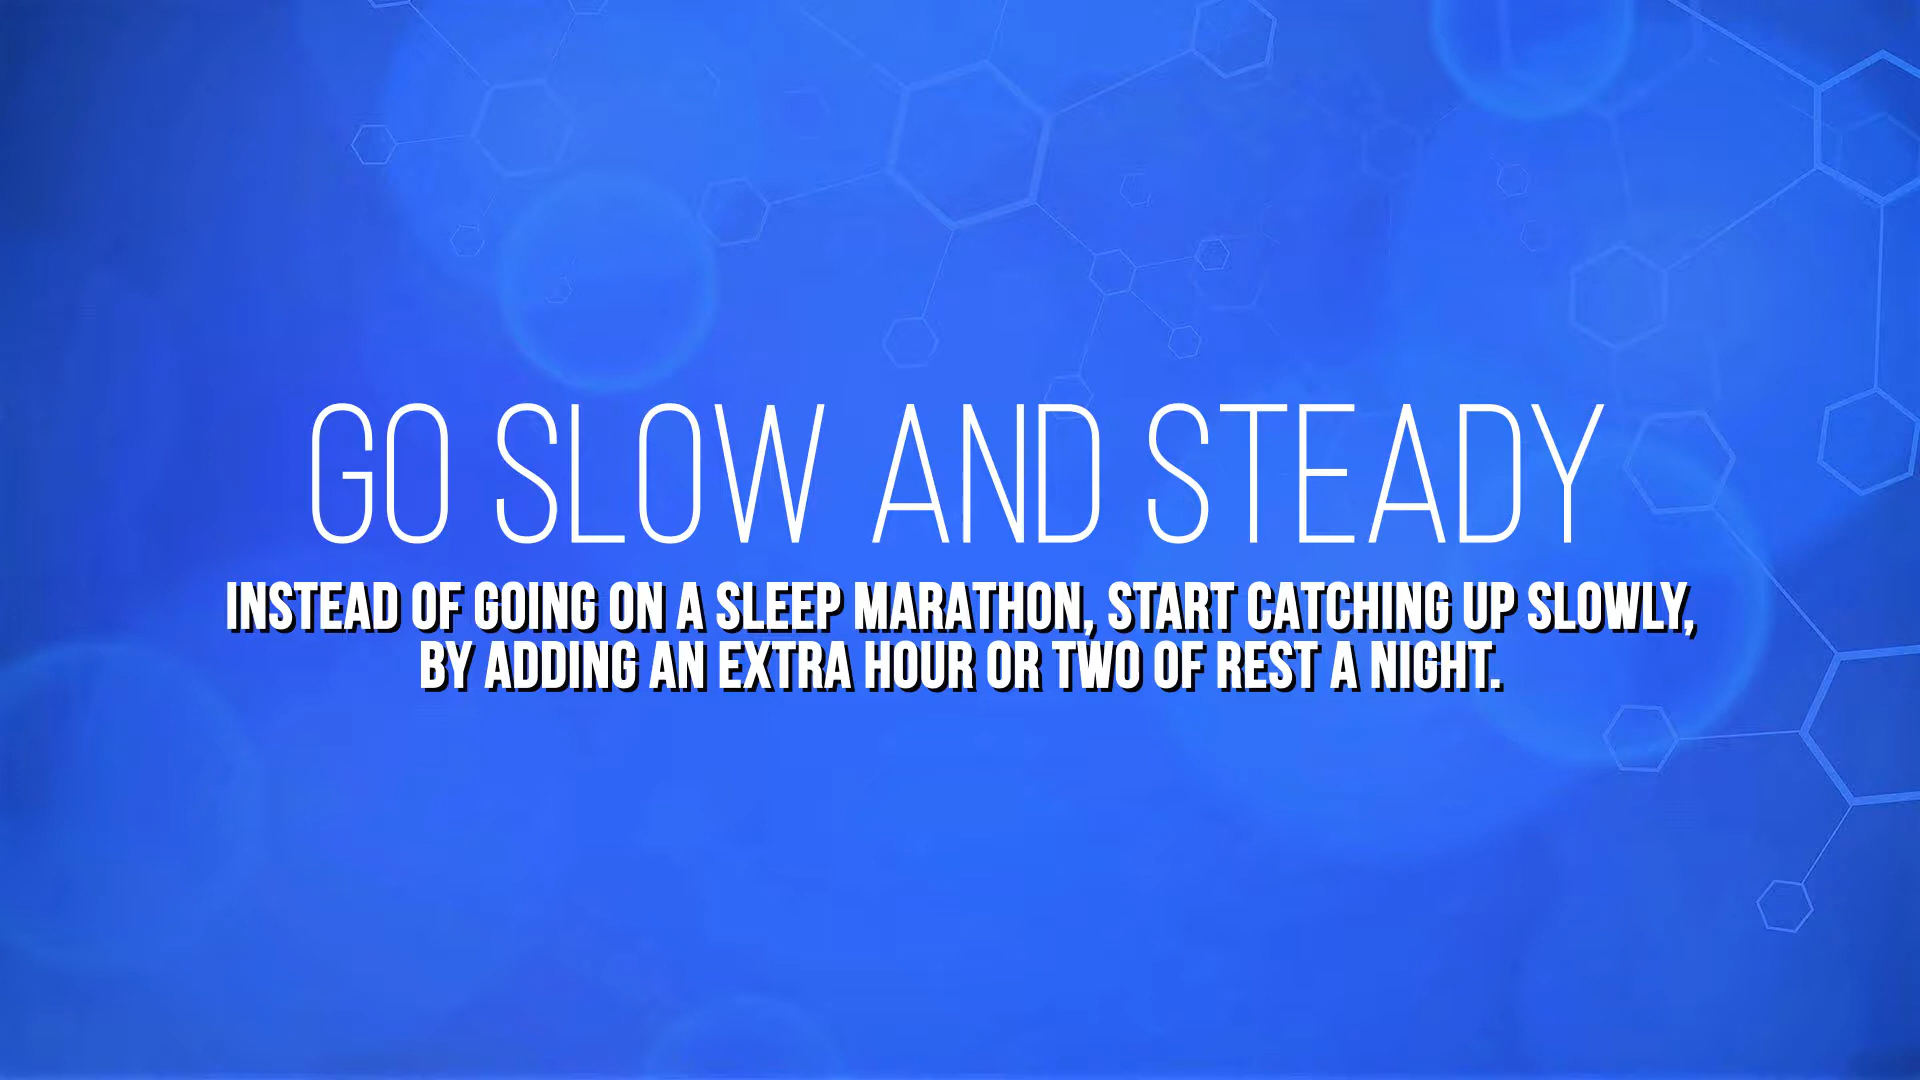 GO SLOW AND STEADY
INSTEAD OF GOING ON A SLEEP MARATHON, START CATCHING UP SLOWLY,
BY ADDING AN EXTRA HOUR OR TWO OF REST A NIGHT.